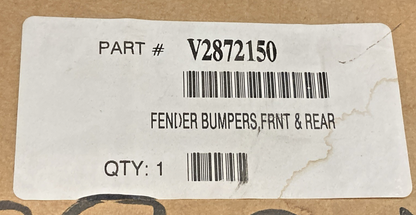 PART # V2872150
FENDER BUMPERS,FRNT & REAR
QTY: 1